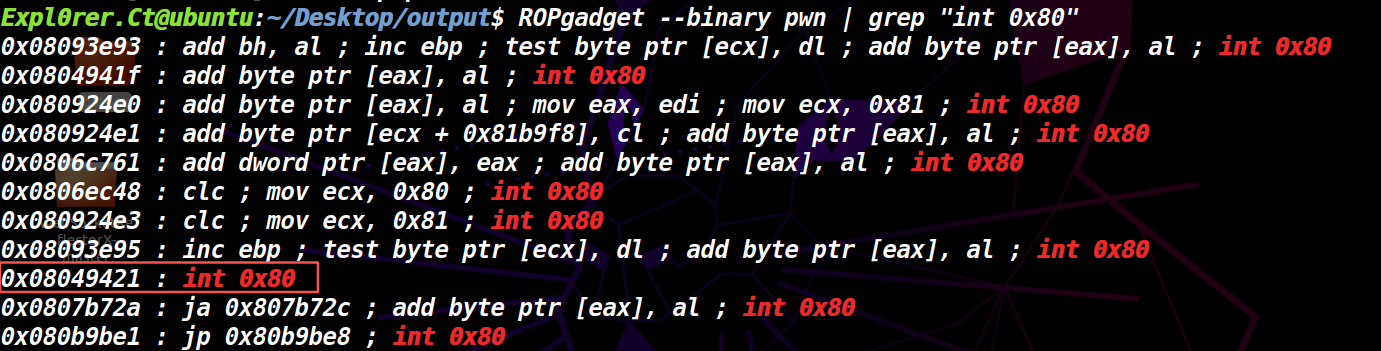 Expl0rer.Ct@ubuntu:~/Desktop/output$ ROPgadget --binary pwn | grep "int 0x80"
0x08093e93 : add bh, al ; inc ebp ; test byte ptr [ecx], dl ; add byte ptr [eax], al ; int 0x80
0x0804941f : add byte ptr [eax], al ; int 0x80
0x080924e0 : add byte ptr [eax], al ; mov eax, edi ; mov ecx, 0x81 ; int 0x80
0x080924e1 : add byte ptr [ecx + 0x81b9f8], cl ; add byte ptr [eax], al ; int 0x80
0x0806c761 : add dword ptr [eax], eax ; add byte ptr [eax], al ; int 0x80
0x0806ec48 : clc ; mov ecx, 0x80 ; int 0x80
0x080924e3 : clc ; mov ecx, 0x81 ; int 0x80
0x08093e95 : inc ebp ; test byte ptr [ecx], dl ; add byte ptr [eax], al ; int 0x80
0x08049421 : int 0x80
0x0807b72a : ja 0x807b72c ; add byte ptr [eax], al ; int 0x80
0x080b9be1 : jp 0x80b9be8 ; int 0x80